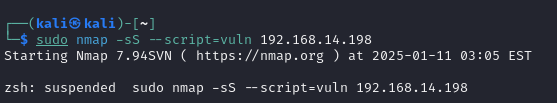 ┌──(kali㉿kali)-[~]
└─$ sudo nmap -sS --script=vuln 192.168.14.198
Starting Nmap 7.94SVN ( https://nmap.org ) at 2025-01-11 03:05 EST
zsh: suspended  sudo nmap -sS --script=vuln 192.168.14.198